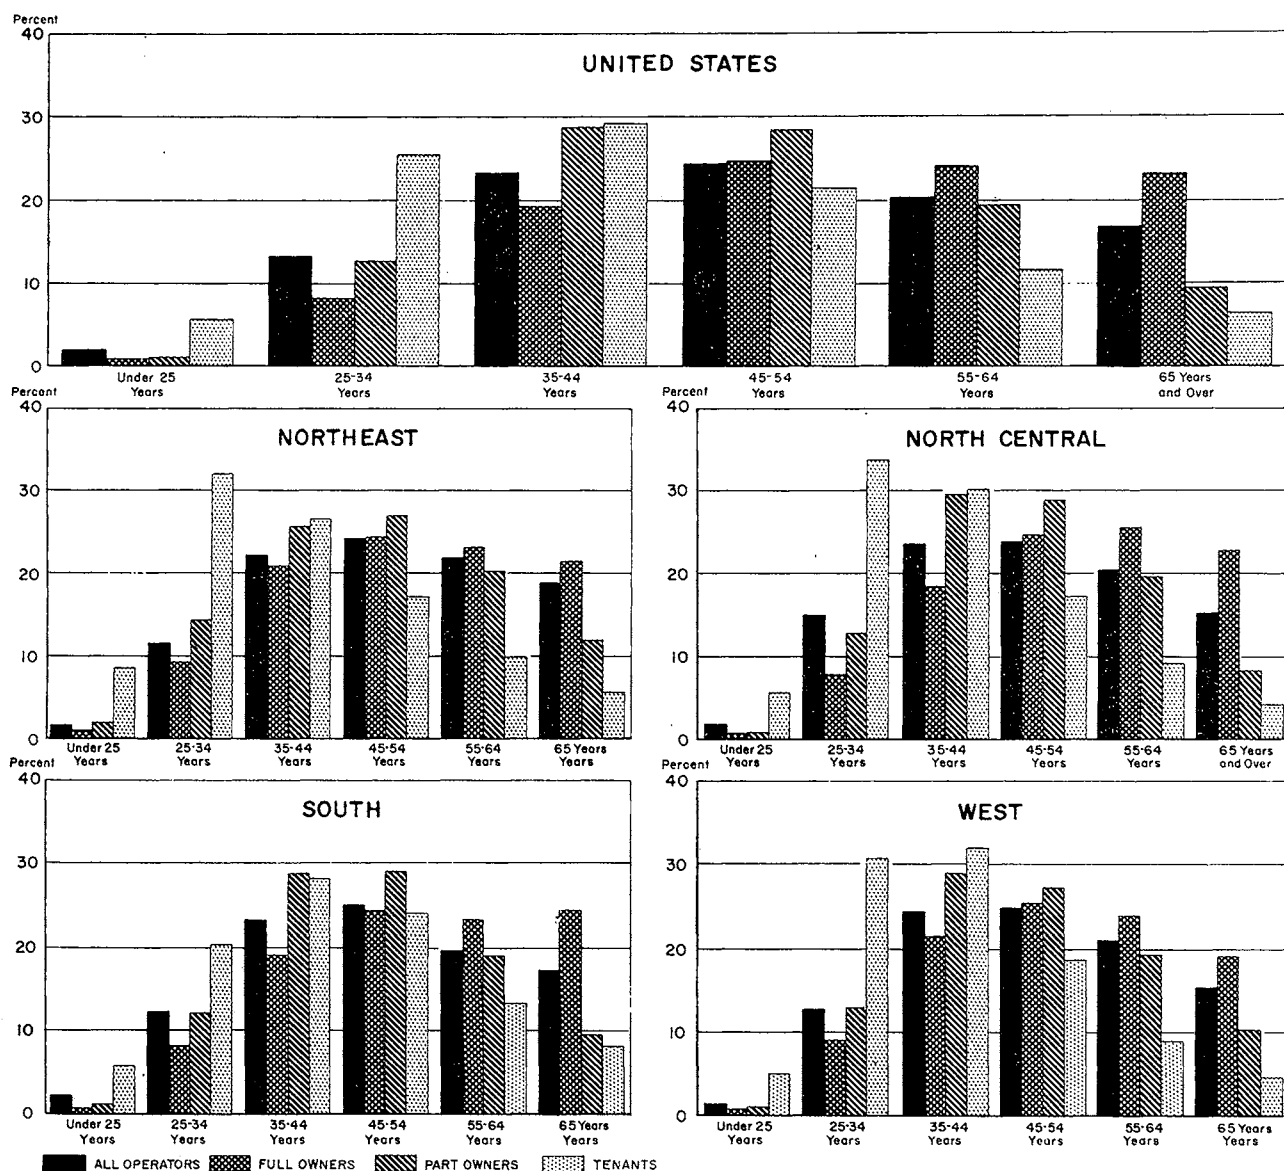 Percent
40
30
20
10
0
UNITED STATES
Under 25 Years
25-34 Years
35-44 Years
45-54 Years
55-64 Years
65 Years and Over
Percent
40
30
20
10
0
NORTHEAST
Under 25 Years
25-34 Years
35-44 Years
45-54 Years
55-64 Years
65 Years Years
Percent
40
30
20
10
0
NORTH CENTRAL
Under 25 Years
25-34 Years
35-44 Years
45-54 Years
55-64 Years
65 Years and Over
Percent
40
30
20
10
0
SOUTH
Under 25 Years
25-34 Years
35-44 Years
45-54 Years
55-64 Years
65 Years Years
Percent
40
30
20
10
0
WEST
Under 25 Years
25-34 Years
35-44 Years
45-54 Years
55-64 Years
65 Years Years
ALL OPERATORS
FULL OWNERS
PART OWNERS
TENANTS